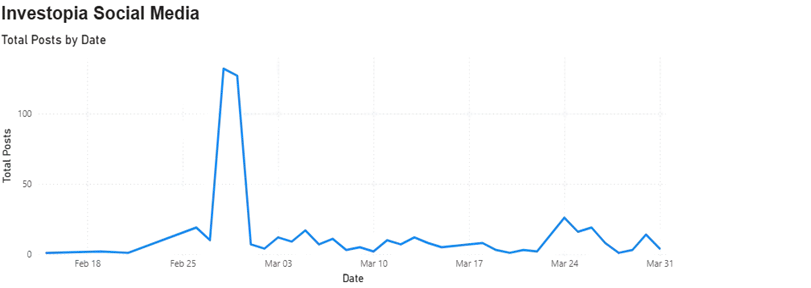 Investopia Social Media
Total Posts by Date
Total Posts
100
50
0
Feb 18 Feb 25 Mar 03 Mar 10 Mar 17 Mar 24 Mar 31
Date